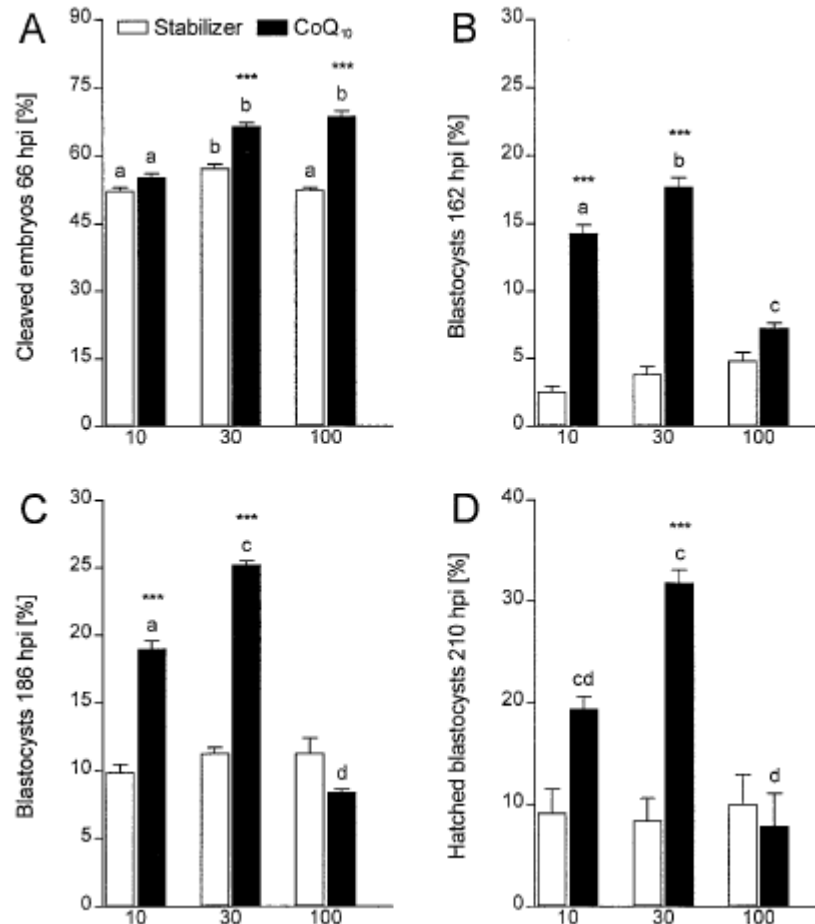 A
Stabilizer CoQ10
Cleaved embryos 66 hpi [%]
90
75
60
45
30
15
0
a a b *** b a *** b
10 30 100
B
Blastocysts 162 hpi [%]
30
25
20
15
10
5
0
*** a *** b c
10 30 100
C
Blastocysts 186 hpi [%]
30
25
20
15
10
5
0
*** a *** c d
10 30 100
D
Hatched blastocysts 210 hpi [%]
40
30
20
10
0
cd *** c d
10 30 100